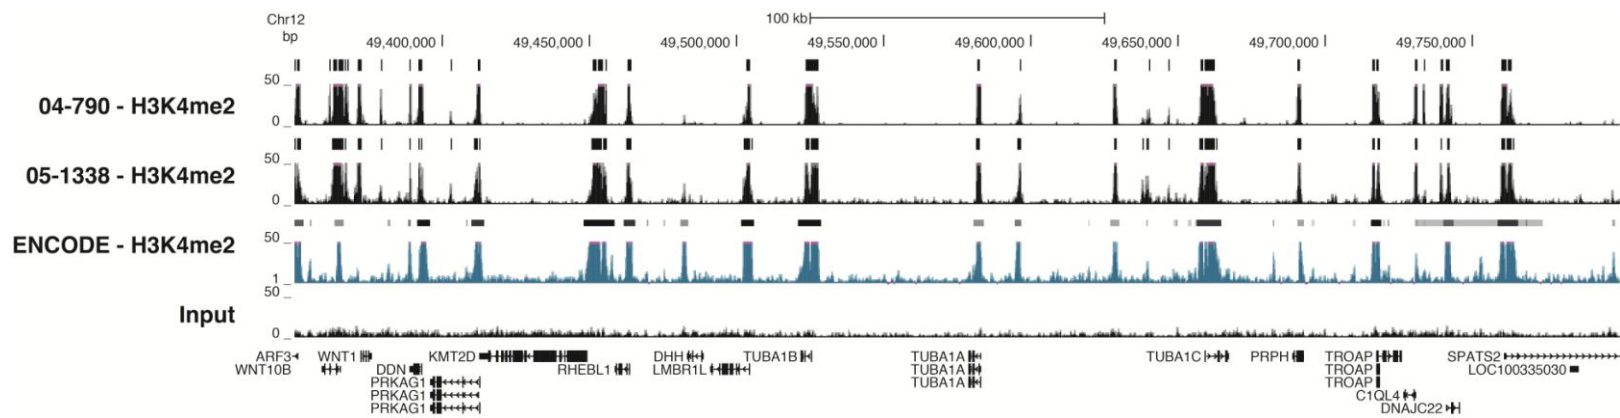 Chr12
100 kb
bp
49,400,000
49,450,000
49,500,000
49,550,000
49,600,000
49,650,000
49,700,000
49,750,000
50
04-790 - H3K4me2
0
50
05-1338 - H3K4me2
0
50
ENCODE - H3K4me2
1
50
Input
0
ARF3 WNT1 KMT2D DHH TUBA1B TUBA1A TUBA1C PRPH TROAP SPATS2
WNT10B DDN RHEBL1 LMBR1L TUBA1A TROAP LOC100335030
PRKAG1 TUBA1A TROAP
PRKAG1 C1QL4
PRKAG1 DNAJC22